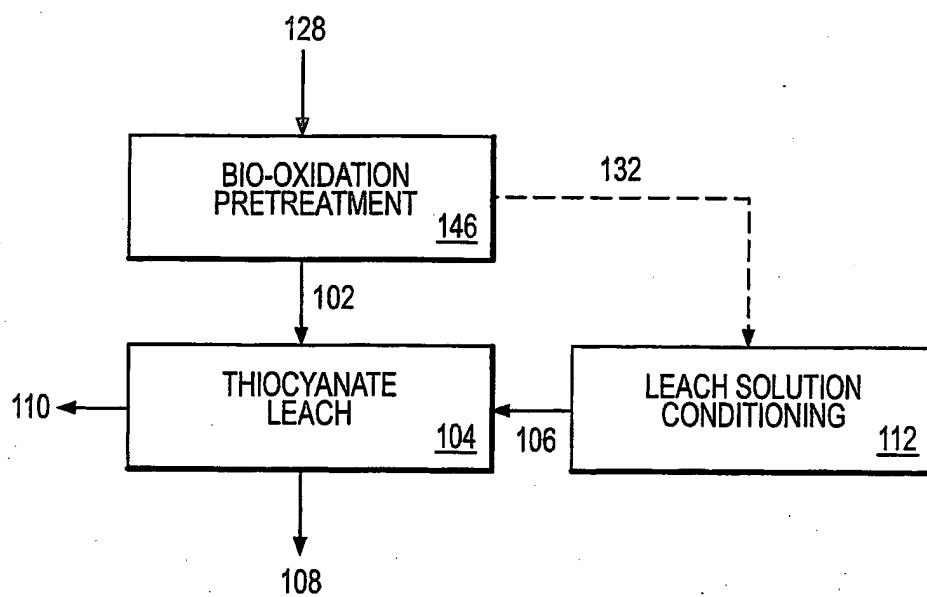 128
BIO-OXIDATION
PRETREATMENT
146
132
102
THIOCYANATE
LEACH
104
110
106
LEACH SOLUTION
CONDITIONING
112
108